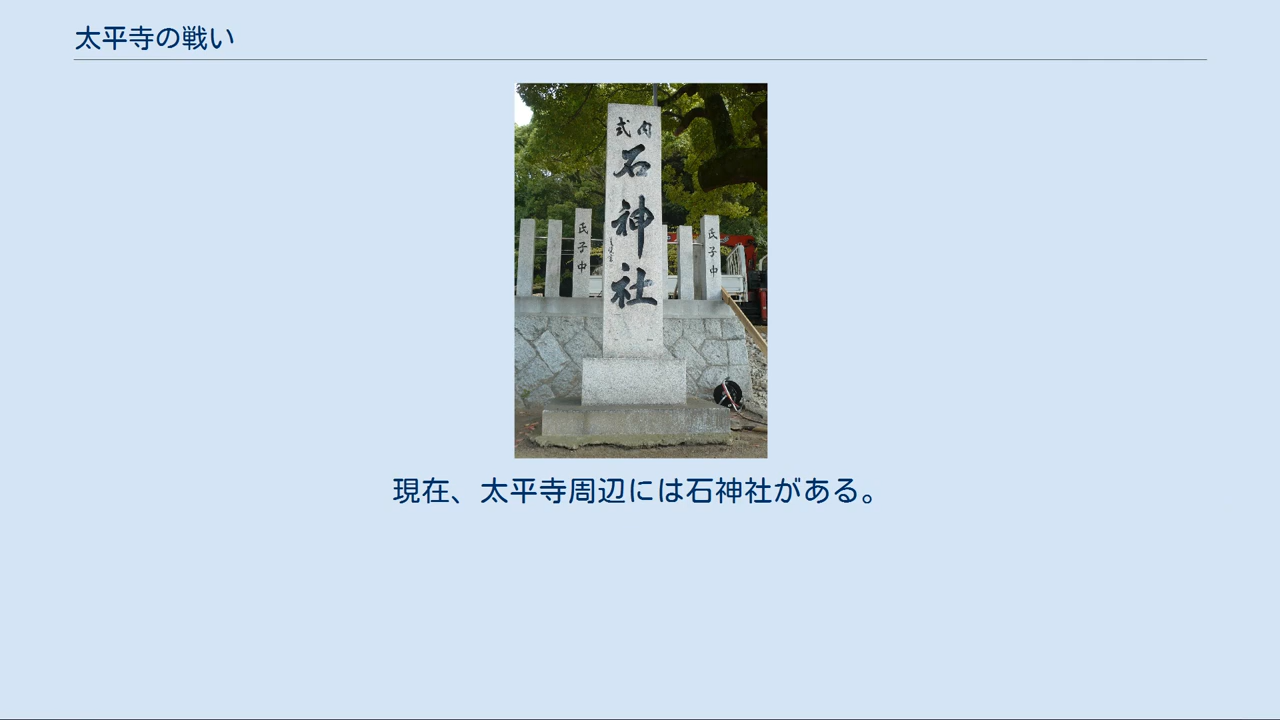 太平寺の戦い
式内
石神社
氏子中
氏子中
現在、太平寺周辺には石神社がある。